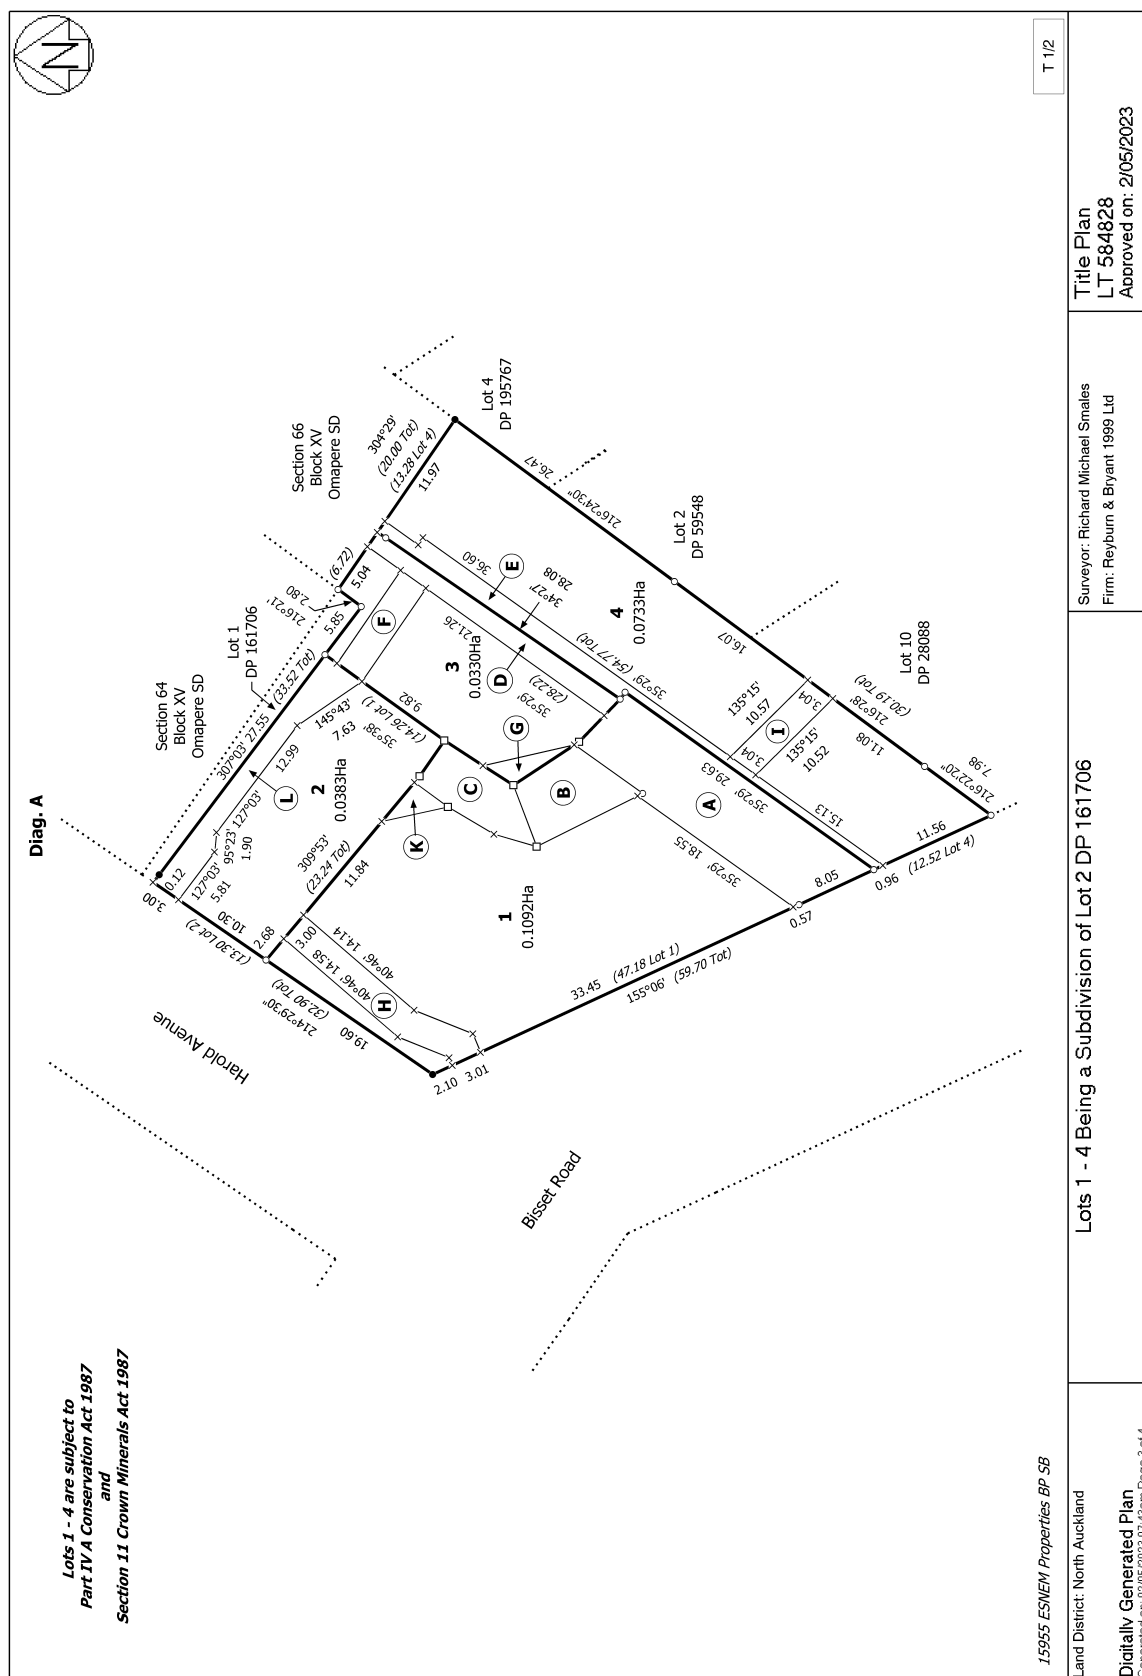 Lots 1 - 4 are subject to
Part IV A Conservation Act 1987
and
Section 11 Crown Minerals Act 1987
Diag. A
N
T 1/2
Harold Avenue
Bisset Road
Section 64
Block XV
Omapere SD
Lot 1
DP 161706
Section 66
Block XV
Omapere SD
Lot 4
DP 195767
Lot 2
DP 59548
Lot 10
DP 28088
3.00
0.12
307°03' 27.55
(33.52 Tot)
5.85
216°21'
2.80
(6.72)
5.04
304°29'
(20.00 Tot)
(13.28 Lot 4)
11.97
26.47
216°24'30"
16.07
3.04
216°28'
(30.19 Tot)
11.08
216°22'20"
7.98
11.56
(12.52 Lot 4)
0.96
8.05
0.57
33.45
(47.18 Lot 1)
155°06'
(59.70 Tot)
3.01
2.10
19.60
214°29'30"
(32.90 Tot)
(13.30 Lot 2)
10.30
127°03'
5.81
95°23'
1.90
127°03'
12.99
145°43'
7.63
L
2
0.0383Ha
35°38'
(14.26 Lot 1)
9.82
309°53'
(23.24 Tot)
11.84
2.68
3.00
40°46' 14.58
40°46' 14.14
H
K
C
G
B
1
0.1092Ha
F
3
0.0330Ha
21.26
35°29'
(28.22)
D
E
36.60
34°27'
28.08
4
0.0733Ha
35°29' (54.77 Tot)
135°15'
10.57
I
135°15'
10.52
3.04
29.63
35°29'
15.13
A
18.55
35°29'
15955 ESNEM Properties BP SB
Land District: North Auckland
Digitally Generated Plan
Lots 1 - 4 Being a Subdivision of Lot 2 DP 161706
Surveyor: Richard Michael Smales
Firm: Reyburn & Bryant 1999 Ltd
Title Plan
LT 584828
Approved on: 2/05/2023